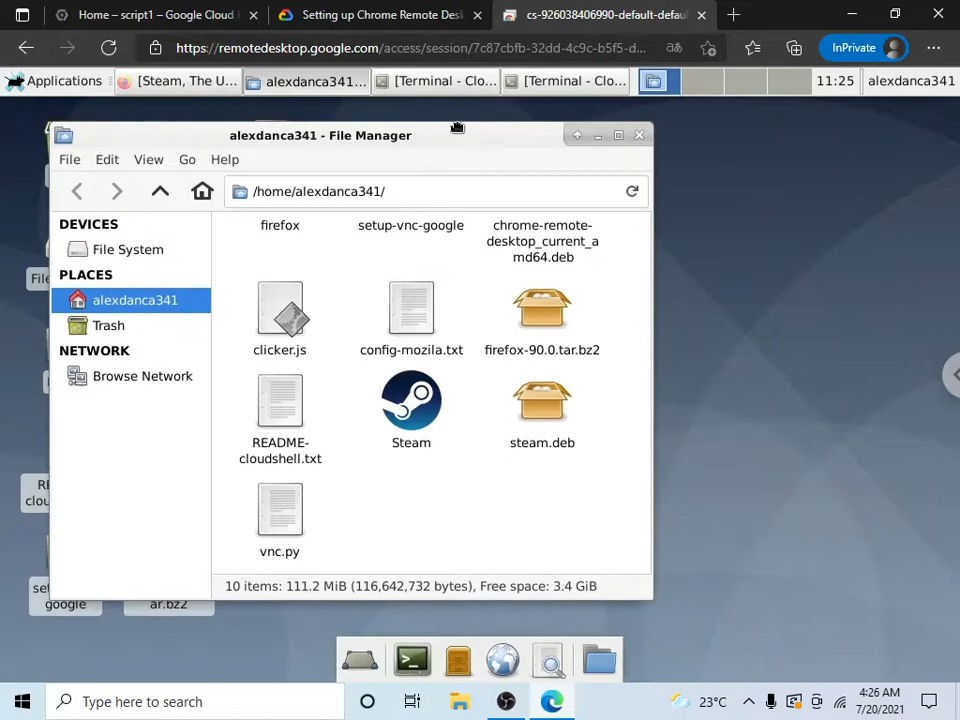 Home – script1 – Google Cloud P
Setting up Chrome Remote Desk
cs-926038406990-default-defaul
https://remotedesktop.google.com/access/session/7c87cbfb-32dd-4c9c-b5f5-d...
InPrivate
Applications
[Steam, The U...
alexdanca341...
[Terminal - Clo...
[Terminal - Clo...
11:25
alexdanca341
alexdanca341 - File Manager
File
Edit
View
Go
Help
/home/alexdanca341/
DEVICES
File System
PLACES
alexdanca341
Trash
NETWORK
Browse Network
firefox
setup-vnc-google
chrome-remote-
desktop_current_a
md64.deb
clicker.js
config-mozila.txt
firefox-90.0.tar.bz2
README-
cloudshell.txt
Steam
steam.deb
vnc.py
10 items: 111.2 MiB (116,642,732 bytes), Free space: 3.4 GiB
google
ar.bz2
Type here to search
23°C
4:26 AM
7/20/2021